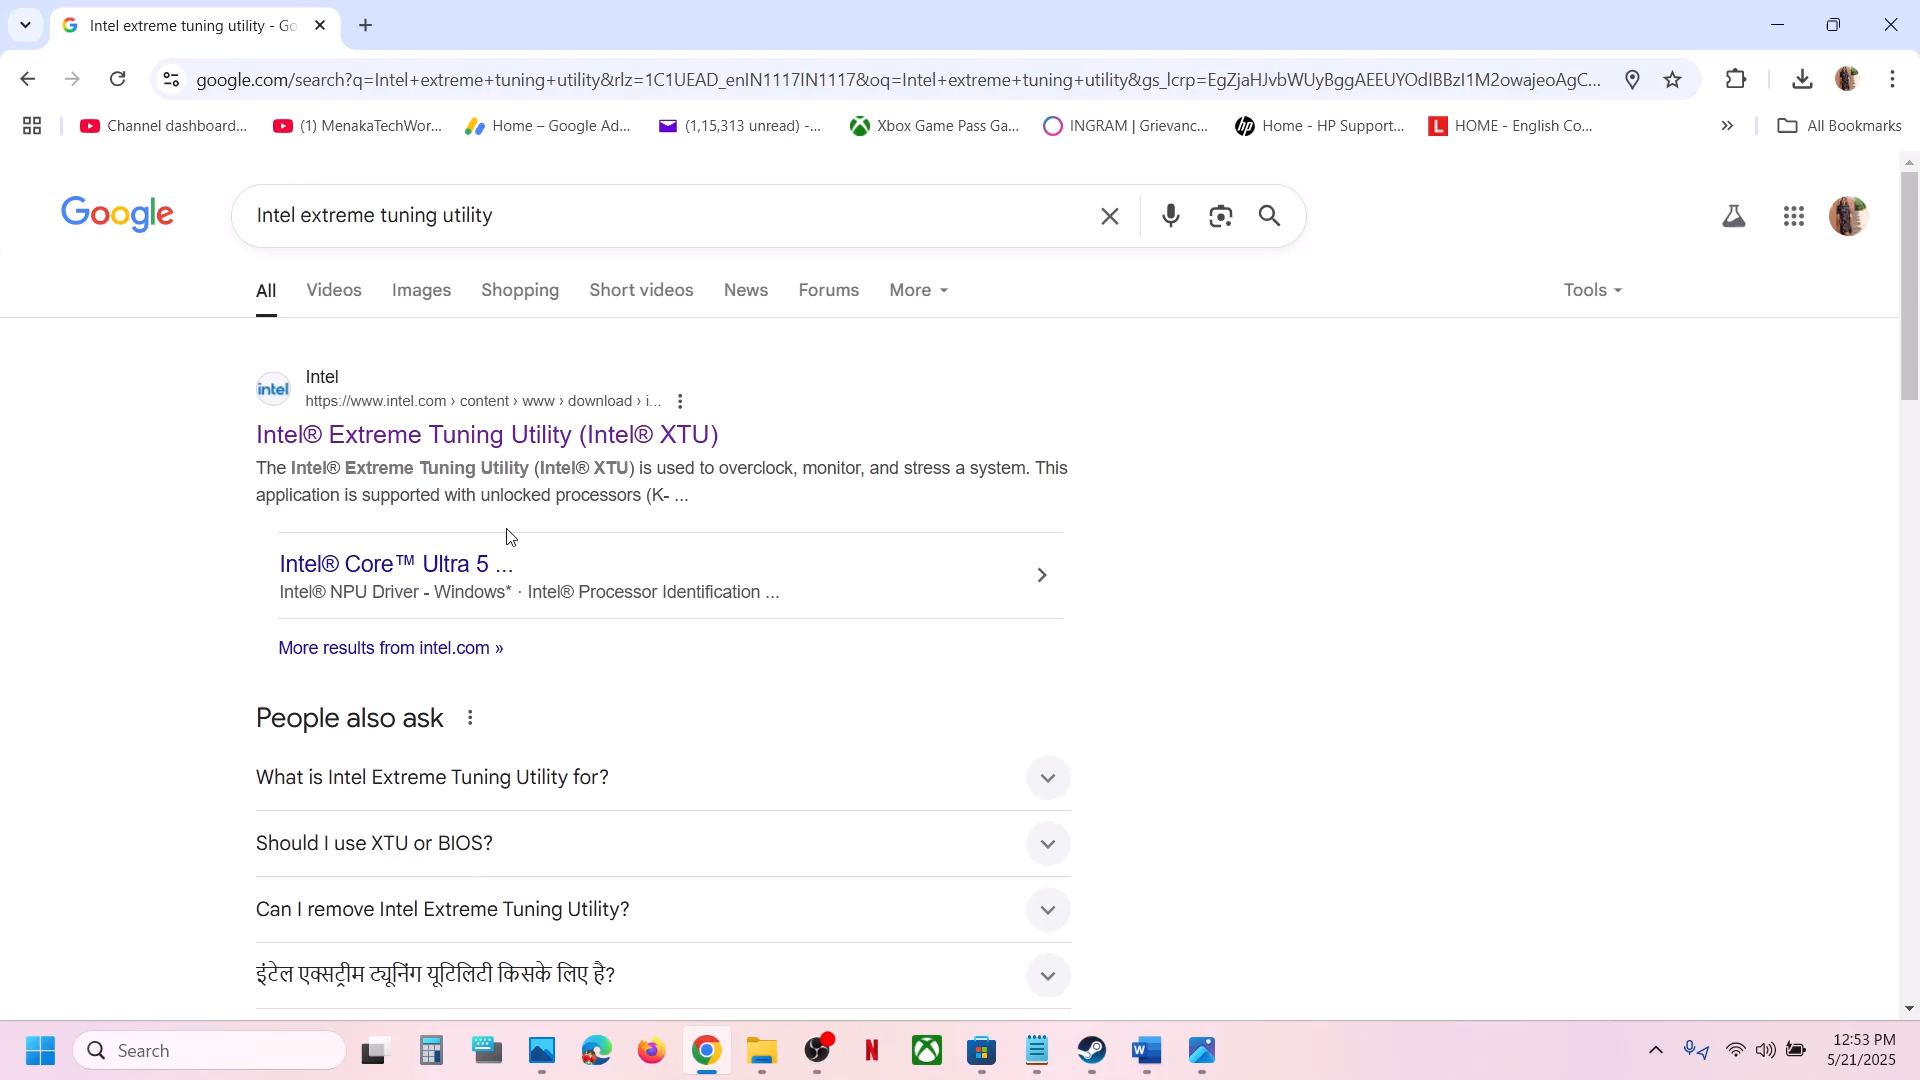 Intel extreme tuning utility - Go
google.com/search?q=Intel+extreme+tuning+utility&rlz=1C1UEAD_enIN1117IN1117&oq=Intel+extreme+tuning+utility&gs_lcrp=EgZjaHJvbWUyBggAEEUYOdIBBzI1M2owajeoAgC...
Channel dashboard...
(1) MenakaTechWor...
Home – Google Ad...
(1,15,313 unread) -...
Xbox Game Pass Ga...
INGRAM | Grievanc...
Home - HP Support...
HOME - English Co...
»
All Bookmarks
Google
Intel extreme tuning utility
All
Videos
Images
Shopping
Short videos
News
Forums
More
Tools
intel
Intel
https://www.intel.com › content › www › download › i...
Intel® Extreme Tuning Utility (Intel® XTU)
The Intel® Extreme Tuning Utility (Intel® XTU) is used to overclock, monitor, and stress a system. This
application is supported with unlocked processors (K- ...
Intel® Core™ Ultra 5 ...
Intel® NPU Driver - Windows* · Intel® Processor Identification ...
More results from intel.com »
People also ask
What is Intel Extreme Tuning Utility for?
Should I use XTU or BIOS?
Can I remove Intel Extreme Tuning Utility?
इंटेल एक्सट्रीम ट्यूनिंग यूटिलिटी किसके लिए है?
Search
12:53 PM
5/21/2025